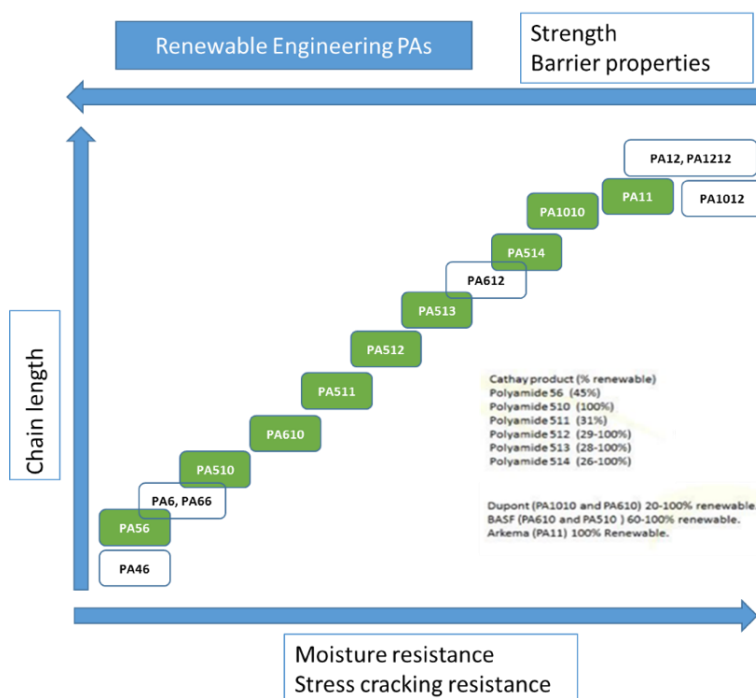 Renewable Engineering PAs
Strength
Barrier properties
PA12, PA1212
PA11
PA1012
PA1010
PA514
PA612
PA513
PA512
PA511
PA610
PA510
PA6, PA66
PA56
PA46
Chain length
Cathay product (% renewable)
Polyamide 56 (45%)
Polyamide 510 (100%)
Polyamide 511 (31%)
Polyamide 512 (29-100%)
Polyamide 513 (28-100%)
Polyamide 514 (26-100%)
Dupont (PA1010 and PA610) 20-100% renewable.
BASF (PA610 and PA510 ) 60-100% renewable.
Arkema (PA11) 100% Renewable.
Moisture resistance
Stress cracking resistance